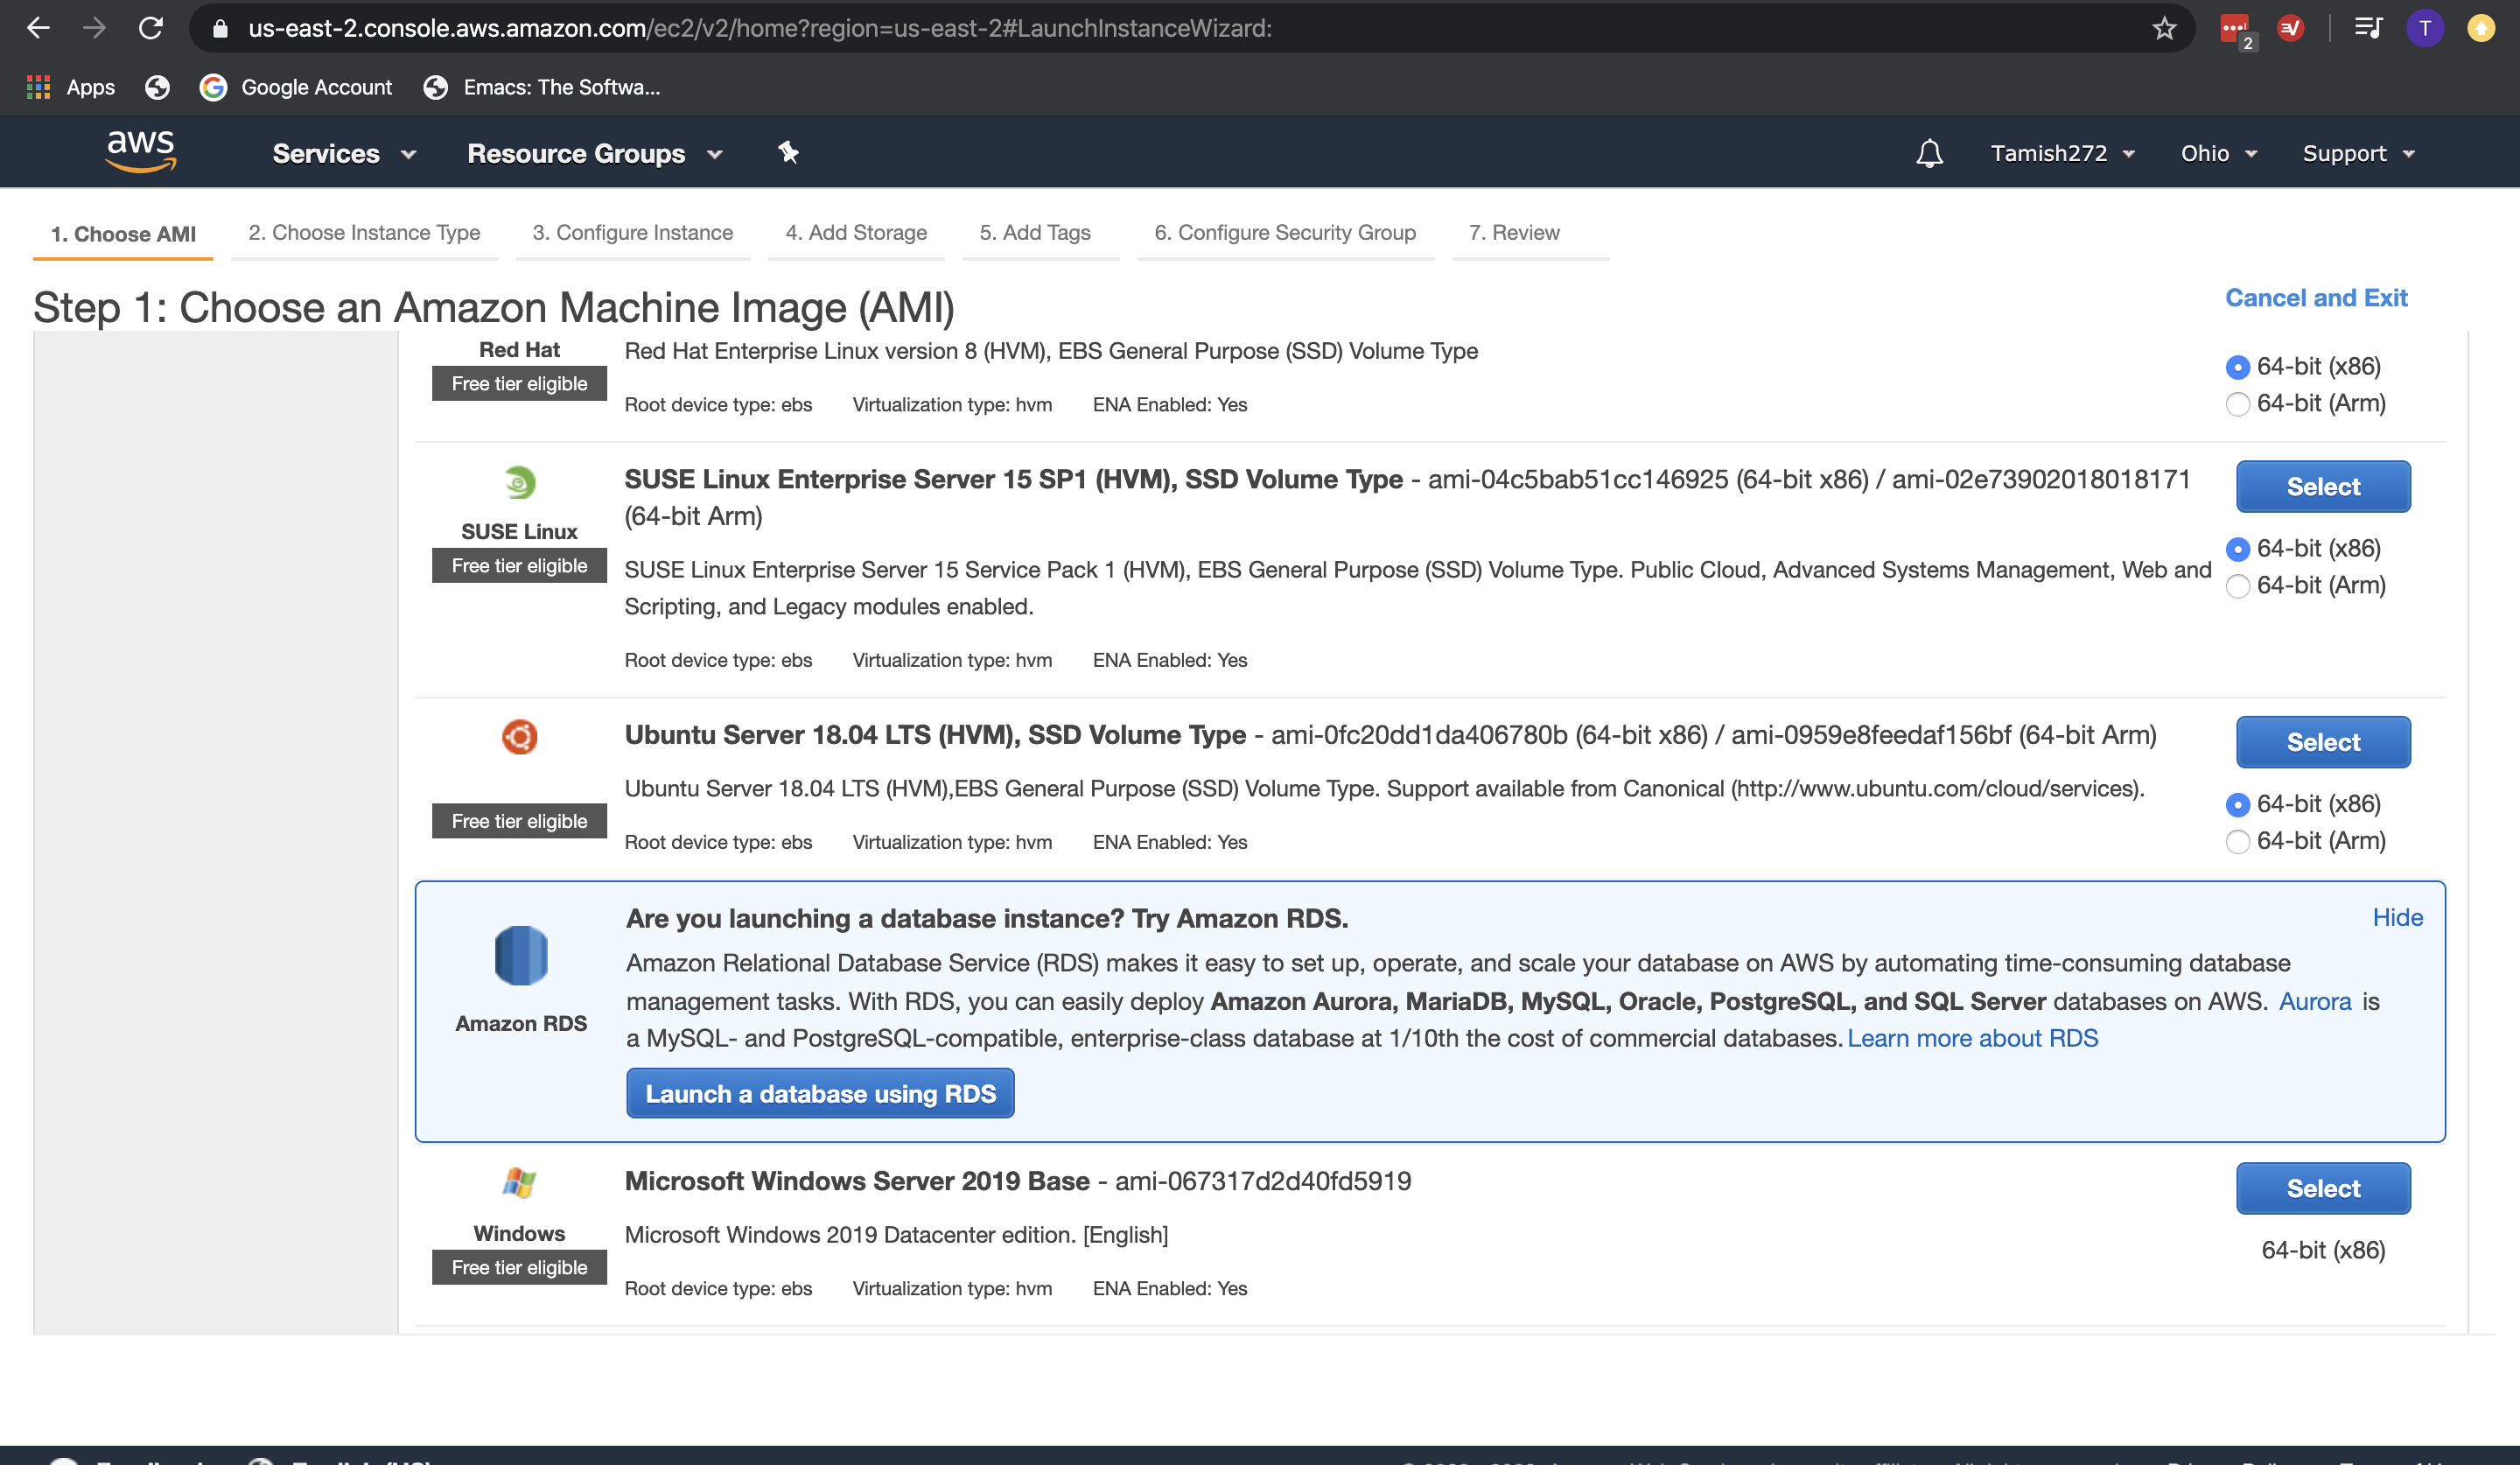 us-east-2.console.aws.amazon.com/ec2/v2/home?region=us-east-2#LaunchInstanceWizard:
2
T
Apps
Google Account
Emacs: The Softwa...
aws
Services
Resource Groups
Tamish272
Ohio
Support
1. Choose AMI
2. Choose Instance Type
3. Configure Instance
4. Add Storage
5. Add Tags
6. Configure Security Group
7. Review
Step 1: Choose an Amazon Machine Image (AMI)
Cancel and Exit
Red Hat
Free tier eligible
Red Hat Enterprise Linux version 8 (HVM), EBS General Purpose (SSD) Volume Type
Root device type: ebs
Virtualization type: hvm
ENA Enabled: Yes
64-bit (x86)
64-bit (Arm)
SUSE Linux
Free tier eligible
SUSE Linux Enterprise Server 15 SP1 (HVM), SSD Volume Type - ami-04c5bab51cc146925 (64-bit x86) / ami-02e73902018018171
(64-bit Arm)
SUSE Linux Enterprise Server 15 Service Pack 1 (HVM), EBS General Purpose (SSD) Volume Type. Public Cloud, Advanced Systems Management, Web and
Scripting, and Legacy modules enabled.
Root device type: ebs
Virtualization type: hvm
ENA Enabled: Yes
Select
64-bit (x86)
64-bit (Arm)
Free tier eligible
Ubuntu Server 18.04 LTS (HVM), SSD Volume Type - ami-0fc20dd1da406780b (64-bit x86) / ami-0959e8feedaf156bf (64-bit Arm)
Ubuntu Server 18.04 LTS (HVM),EBS General Purpose (SSD) Volume Type. Support available from Canonical (http://www.ubuntu.com/cloud/services).
Root device type: ebs
Virtualization type: hvm
ENA Enabled: Yes
Select
64-bit (x86)
64-bit (Arm)
Amazon RDS
Are you launching a database instance? Try Amazon RDS.
Hide
Amazon Relational Database Service (RDS) makes it easy to set up, operate, and scale your database on AWS by automating time-consuming database
management tasks. With RDS, you can easily deploy Amazon Aurora, MariaDB, MySQL, Oracle, PostgreSQL, and SQL Server databases on AWS. Aurora is
a MySQL- and PostgreSQL-compatible, enterprise-class database at 1/10th the cost of commercial databases. Learn more about RDS
Launch a database using RDS
Windows
Free tier eligible
Microsoft Windows Server 2019 Base - ami-067317d2d40fd5919
Microsoft Windows 2019 Datacenter edition. [English]
Root device type: ebs
Virtualization type: hvm
ENA Enabled: Yes
Select
64-bit (x86)